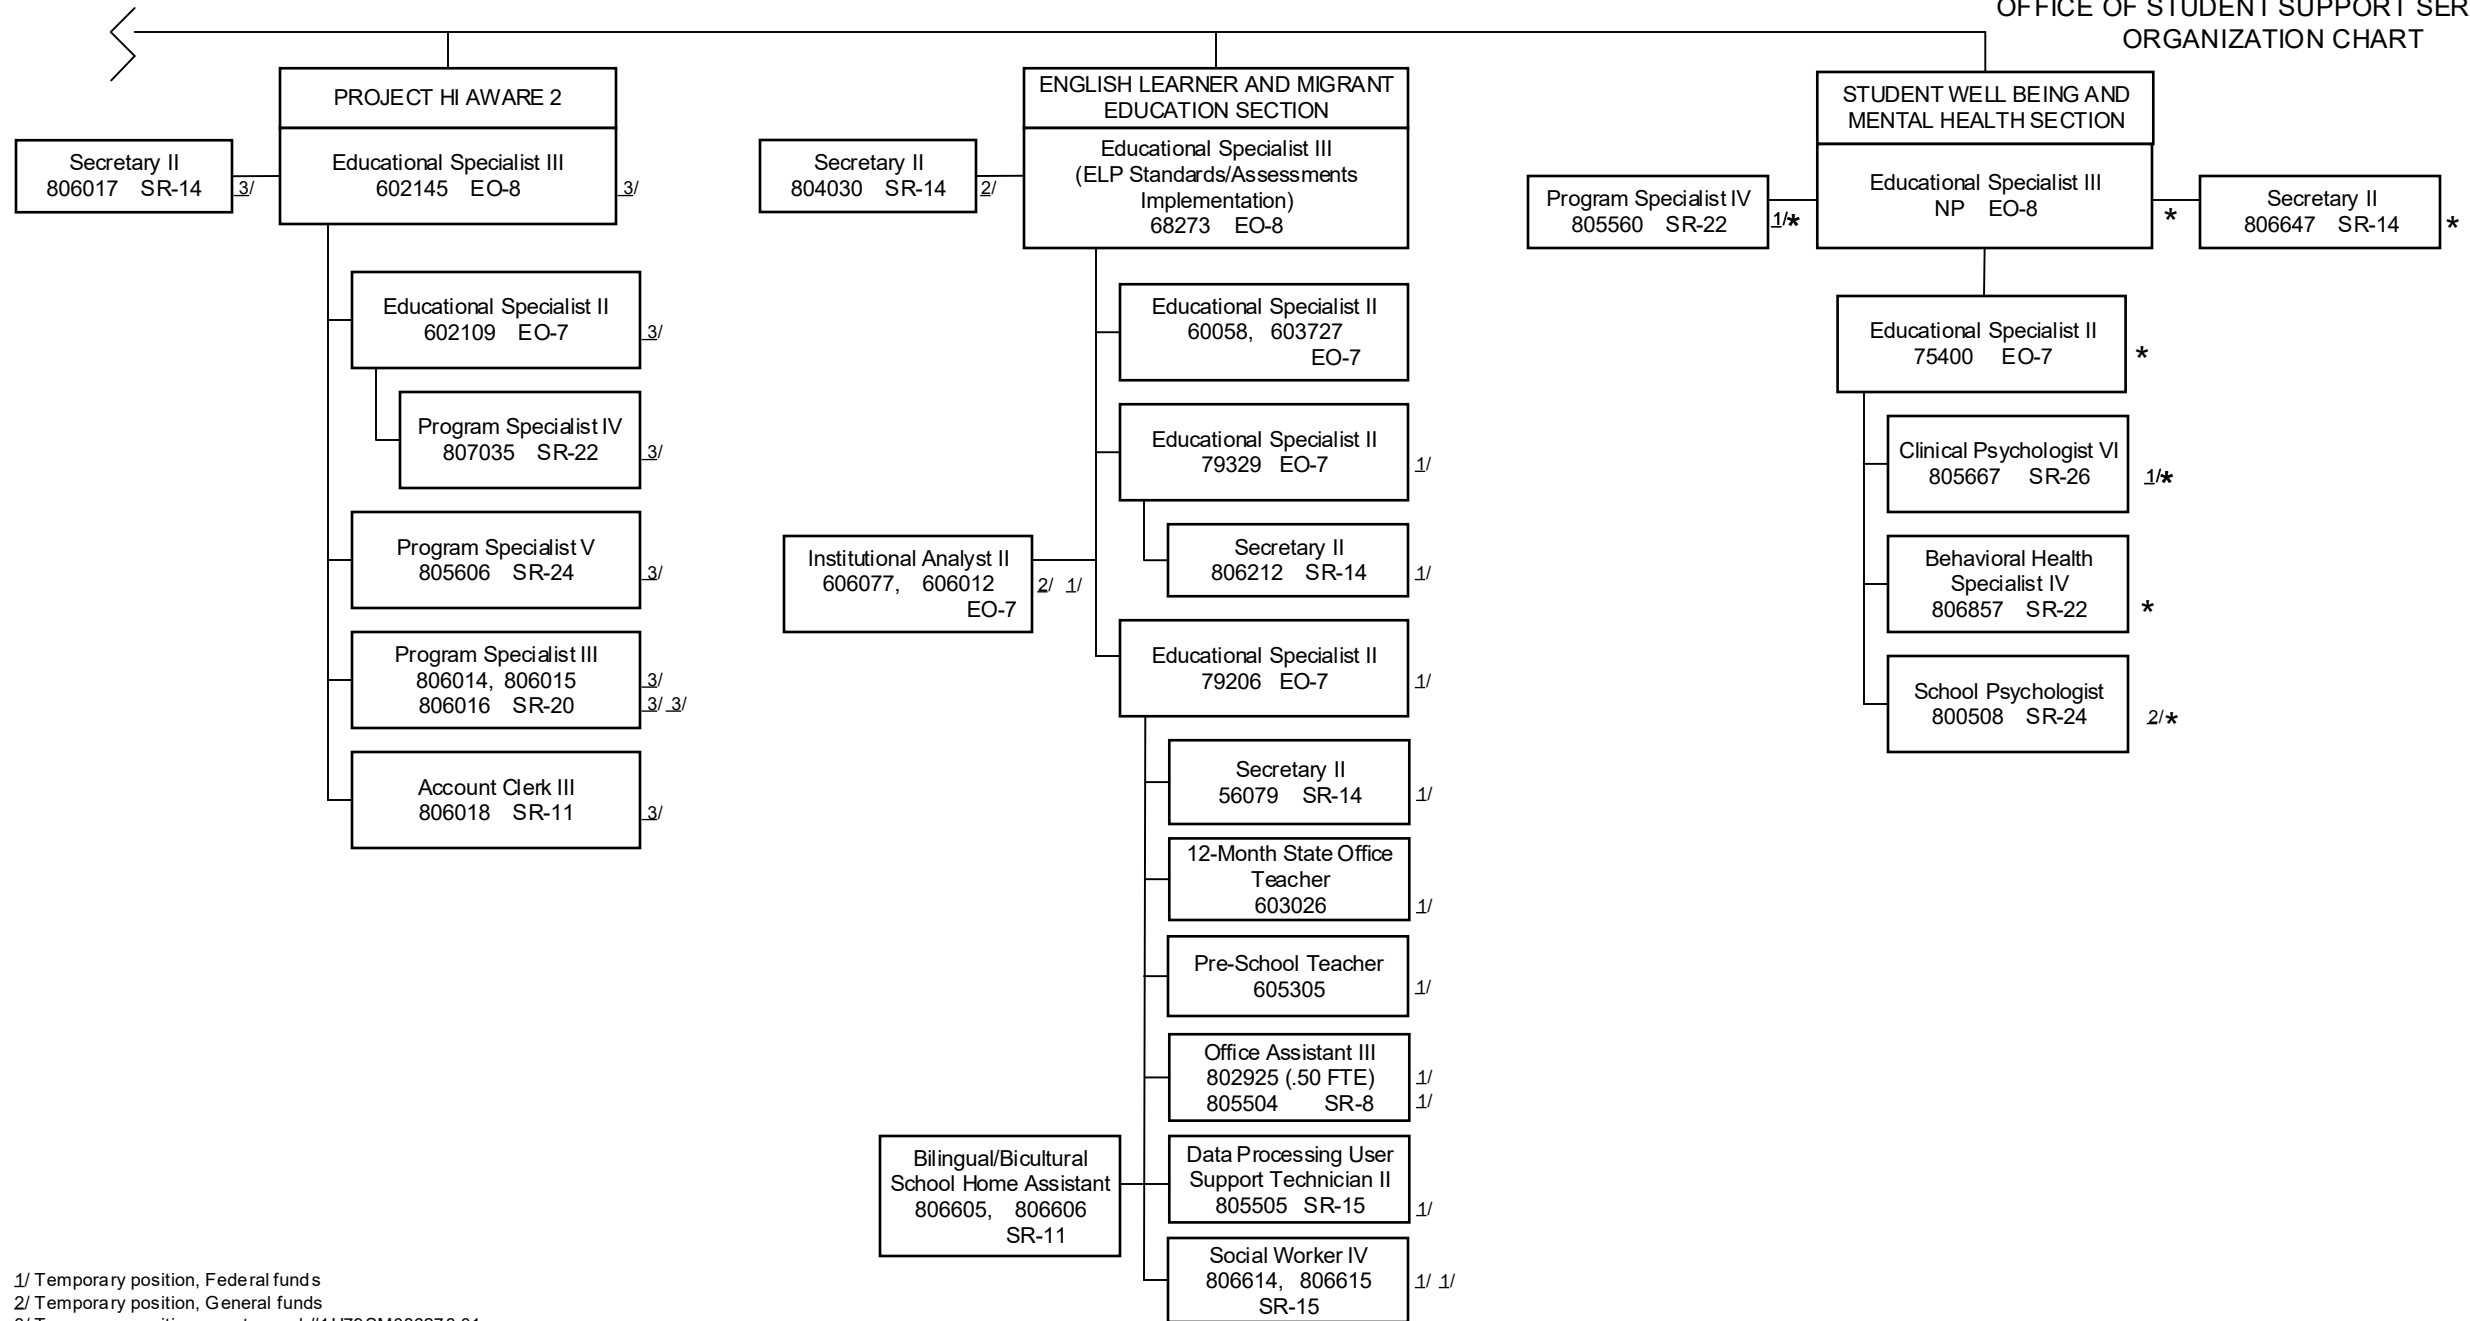 OFFICE OF STUDENT SUPPORT SER
ORGANIZATION CHART
PROJECT HI AWARE 2
Secretary II
806017 SR-14 3/
Educational Specialist III
602145 EO-8 3/
Educational Specialist II
602109 EO-7 3/
Program Specialist IV
807035 SR-22 3/
Program Specialist V
805606 SR-24 3/
Program Specialist III
806014, 806015 3/
806016 SR-20 3/ 3/
Account Clerk III
806018 SR-11 3/
ENGLISH LEARNER AND MIGRANT
EDUCATION SECTION
Secretary II
804030 SR-14 2/
Educational Specialist III
(ELP Standards/Assessments
Implementation)
68273 EO-8
Educational Specialist II
60058, 603727
EO-7
Educational Specialist II
79329 EO-7 1/
Secretary II
806212 SR-14 1/
Institutional Analyst II
606077, 606012 2/ 1/
EO-7
Educational Specialist II
79206 EO-7 1/
Secretary II
56079 SR-14 1/
12-Month State Office
Teacher
603026 1/
Pre-School Teacher
605305 1/
Office Assistant III
802925 (.50 FTE) 1/
805504 SR-8 1/
Bilingual/Bicultural
School Home Assistant
806605, 806606
SR-11
Data Processing User
Support Technician II
805505 SR-15 1/
Social Worker IV
806614, 806615 1/ 1/
SR-15
STUDENT WELL BEING AND
MENTAL HEALTH SECTION
Program Specialist IV
805560 SR-22 1/*
Educational Specialist III
NP EO-8 *
Secretary II
806647 SR-14 *
Educational Specialist II
75400 EO-7 *
Clinical Psychologist VI
805667 SR-26 1/*
Behavioral Health
Specialist IV
806857 SR-22 *
School Psychologist
800508 SR-24 2/*
1/ Temporary position, Federal funds
2/ Temporary position, General funds